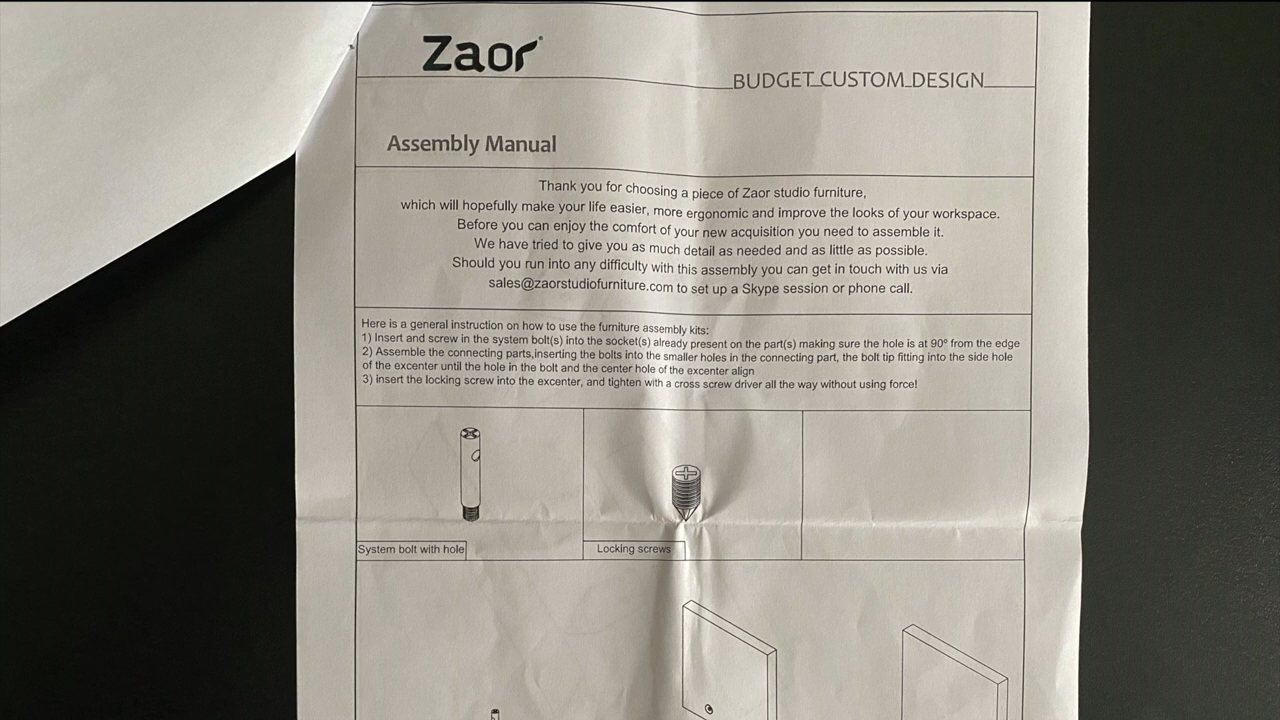 Zaor
BUDGET_CUSTOM_DESIGN
Assembly Manual
Thank you for choosing a piece of Zaor studio furniture,
which will hopefully make your life easier, more ergonomic and improve the looks of your workspace.
Before you can enjoy the comfort of your new acquisition you need to assemble it.
We have tried to give you as much detail as needed and as little as possible.
Should you run into any difficulty with this assembly you can get in touch with us via
sales@zaorstudiofurniture.com to set up a Skype session or phone call.
Here is a general instruction on how to use the furniture assembly kits:
1) Insert and screw in the system bolt(s) into the socket(s) already present on the part(s) making sure the hole is at 90º from the edge
2) Assemble the connecting parts,inserting the bolts into the smaller holes in the connecting part, the bolt tip fitting into the side hole
of the excenter until the hole in the bolt and the center hole of the excenter align
3) insert the locking screw into the excenter, and tighten with a cross screw driver all the way without using force!
System bolt with hole
Locking screws